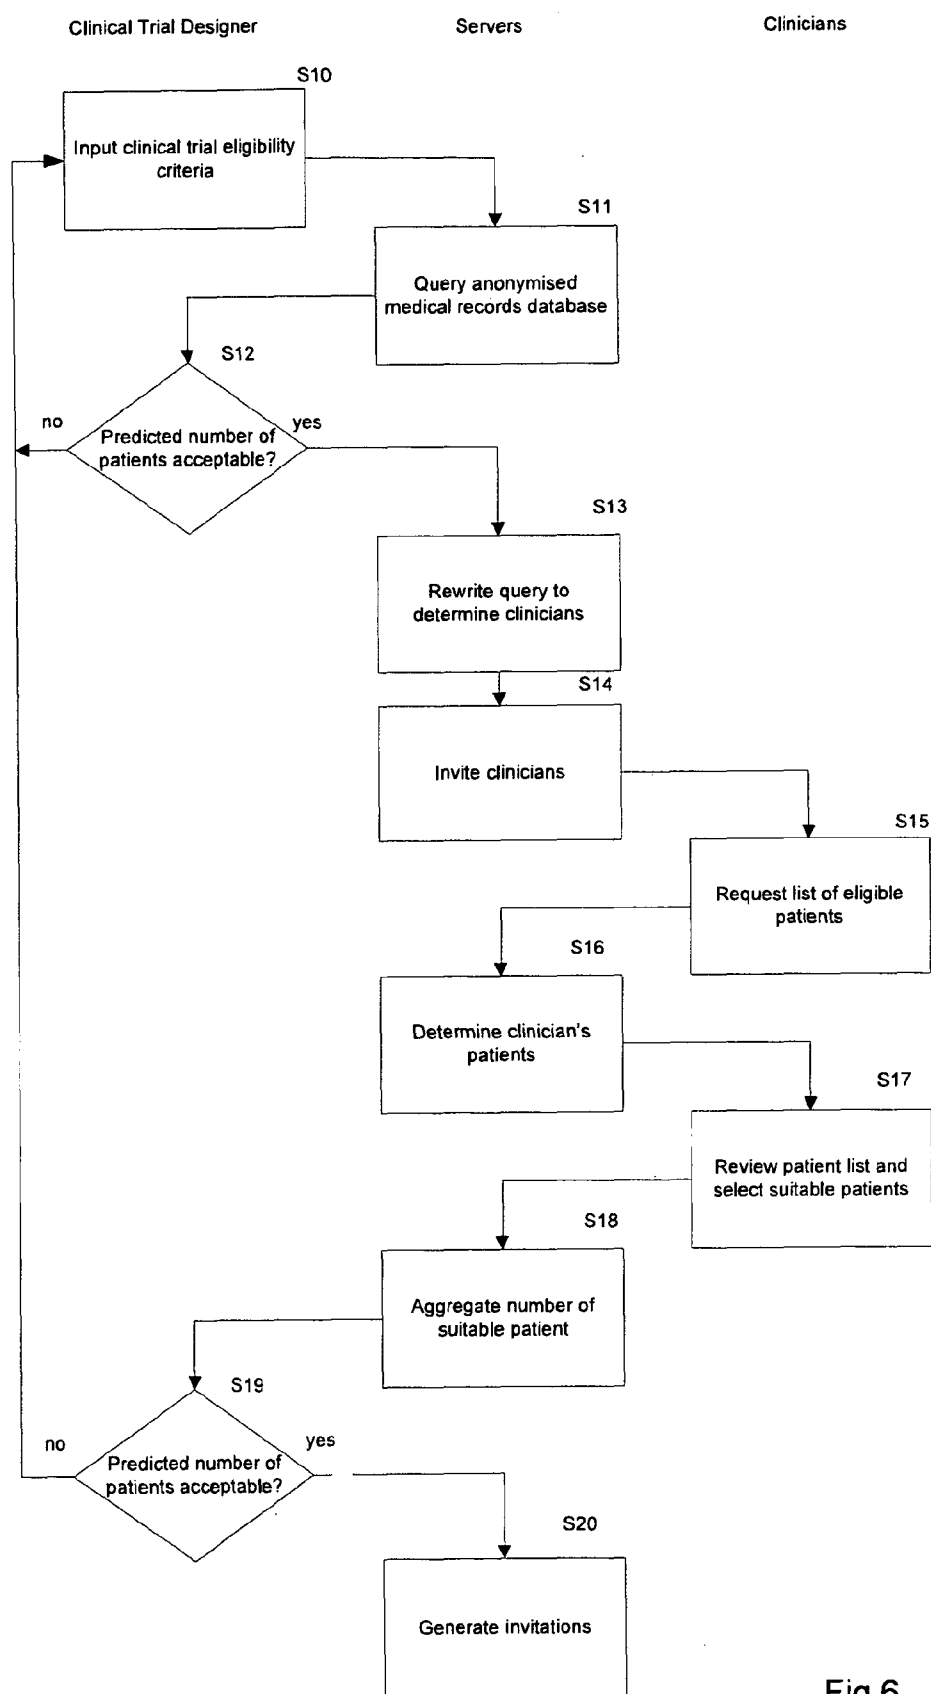 Clinical Trial Designer
Servers
Clinicians
S10
Input clinical trial eligibility
criteria
S11
Query anonymised
medical records database
S12
no
yes
Predicted number of
patients acceptable?
S13
Rewrite query to
determine clinicians
S14
Invite clinicians
S15
Request list of eligible
patients
S16
Determine clinician's
patients
S17
Review patient list and
select suitable patients
S18
Aggregate number of
suitable patient
S19
no
yes
Predicted number of
patients acceptable?
S20
Generate invitations
Fig 6